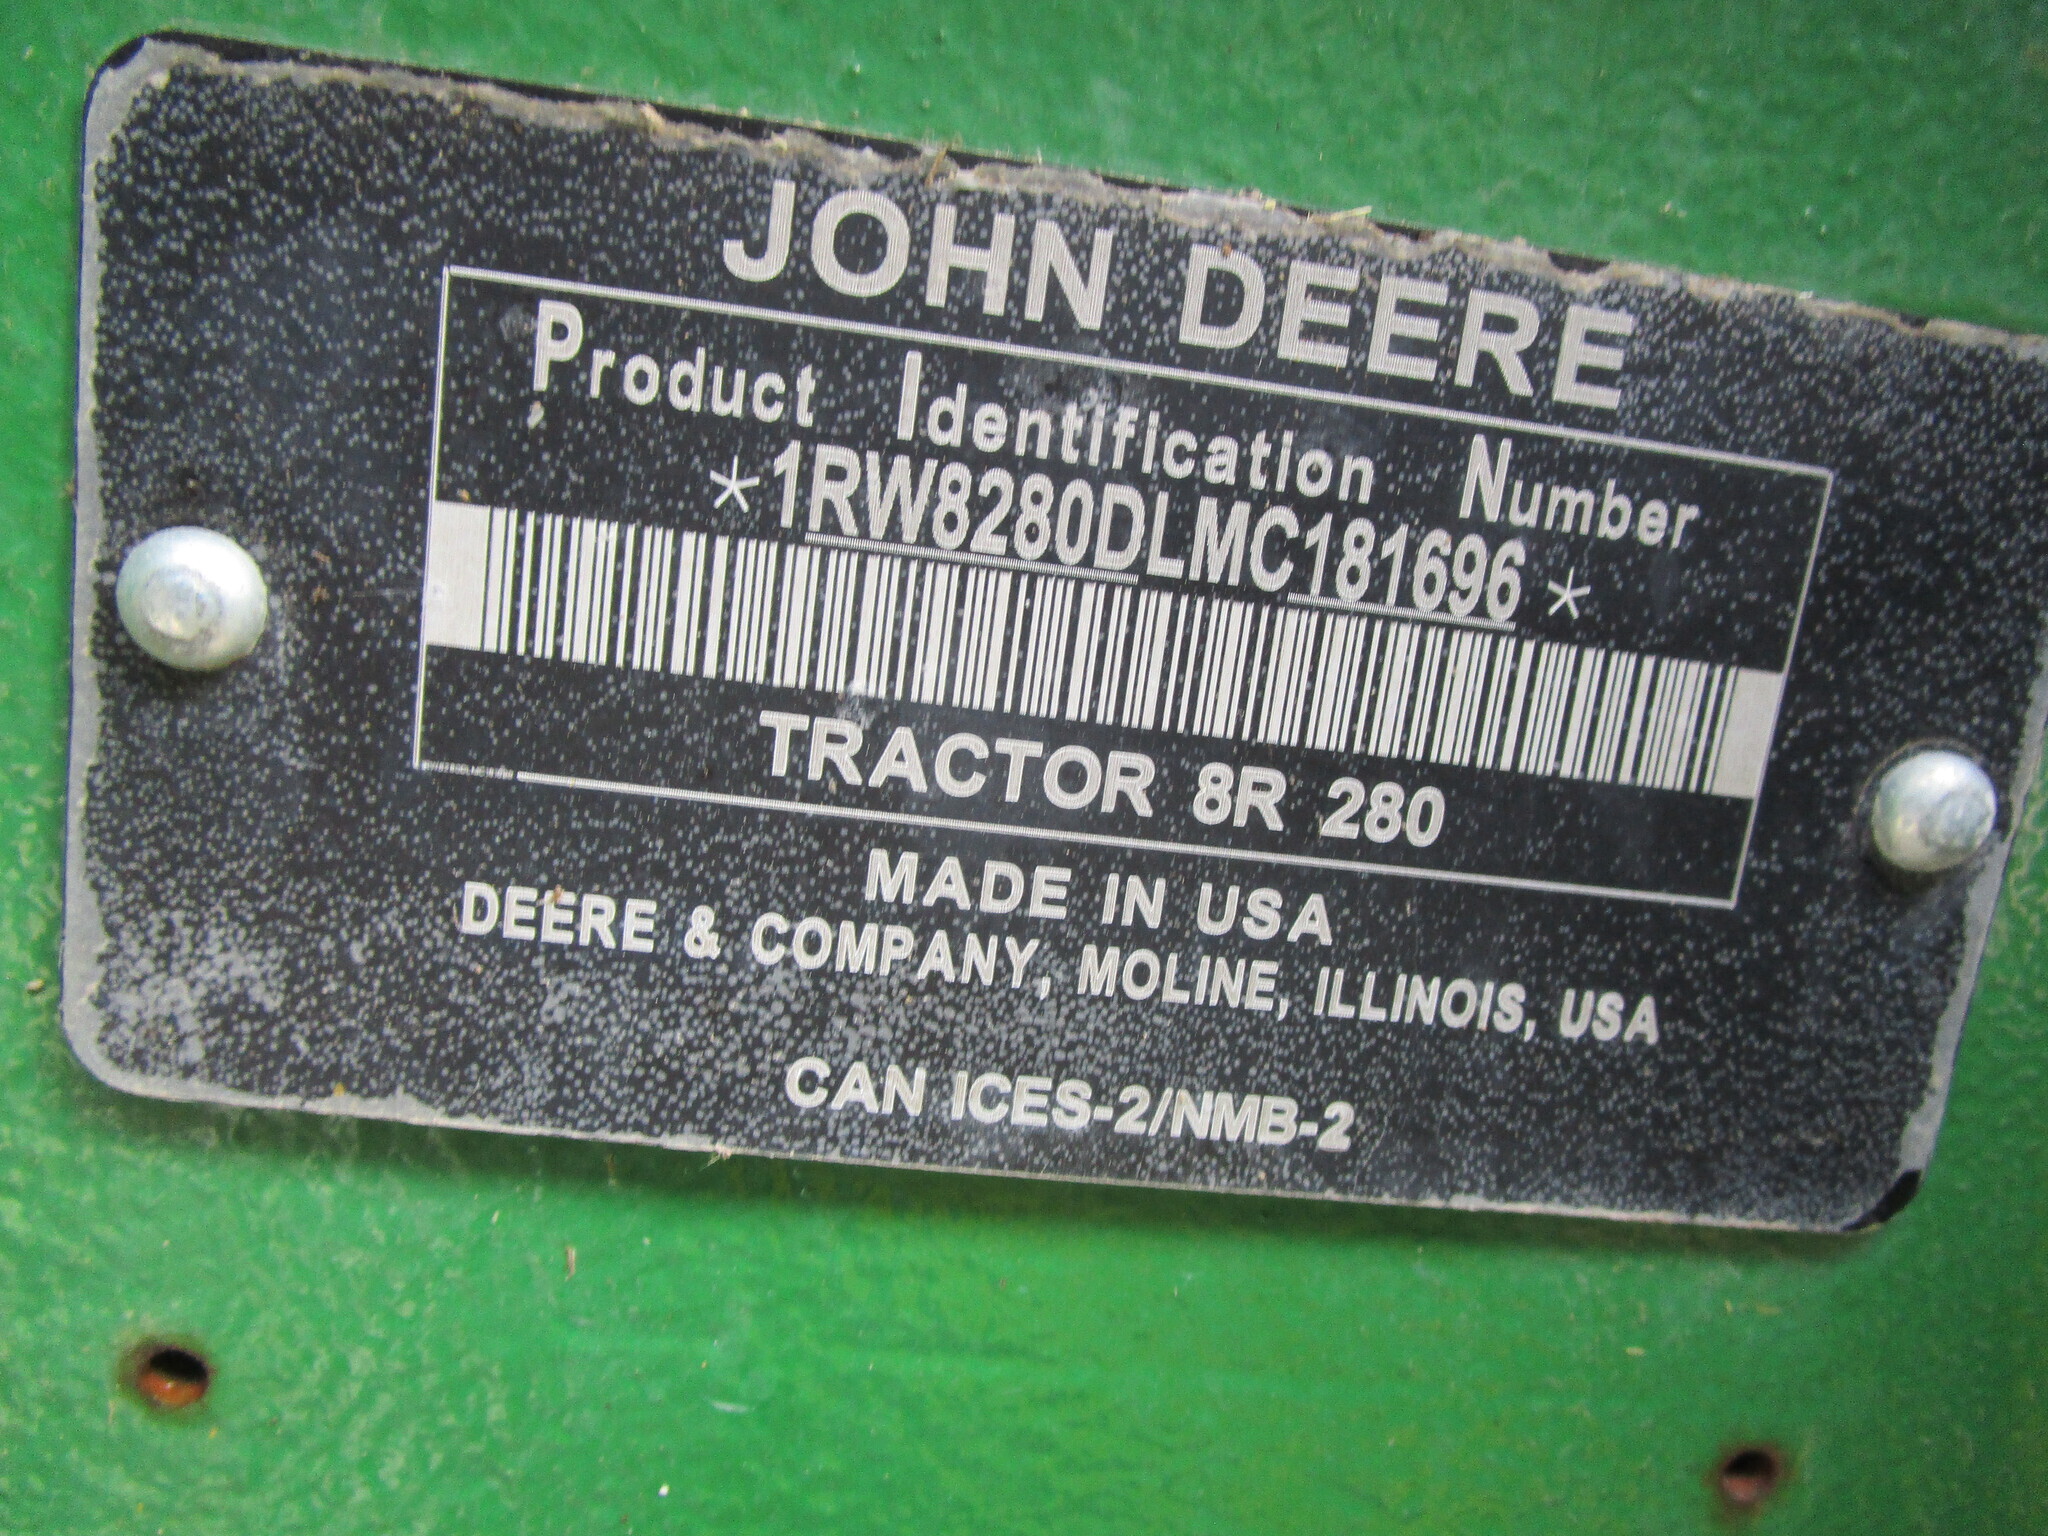 JOHN DEERE
Product Identification Number
*1RW8280DLMC181696*
TRACTOR 8R 280
MADE IN USA
DEERE & COMPANY, MOLINE, ILLINOIS, USA
CAN ICES-2/NMB-2